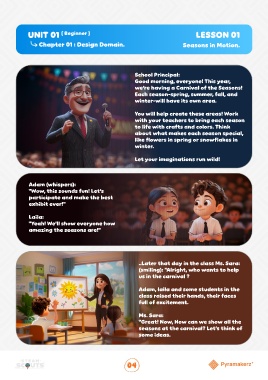 UNIT 01 [ Beginner ]
Chapter 01 : Design Domain.
LESSON 01
Seasons in Motion.
School Principal:
Good morning, everyone! This year,
we're having a Carnival of the Seasons!
Each season-spring, summer, fall, and
winter-will have its own area.
You will help create these areas! Work
with your teachers to bring each season
to life with crafts and colors. Think
about what makes each season special,
like flowers in spring or snowflakes in
winter.
Let your imaginations run wild!
Adam (whispers):
"Wow, this sounds fun! Let's
participate and make the best
exhibit ever!"
Laila:
"Yeah! We'll show everyone how
amazing the seasons are!"
..Later that day in the class Ms. Sara:
(smiling): "Alright, who wants to help
us in the carnival ?
Adam, laila and some students in the
class raised their hands, their faces
full of excitement.
Ms. Sara:
"Great! Now, How can we show all the
seasons at the carnival? Let's think of
some ideas.
04
Pyramakers